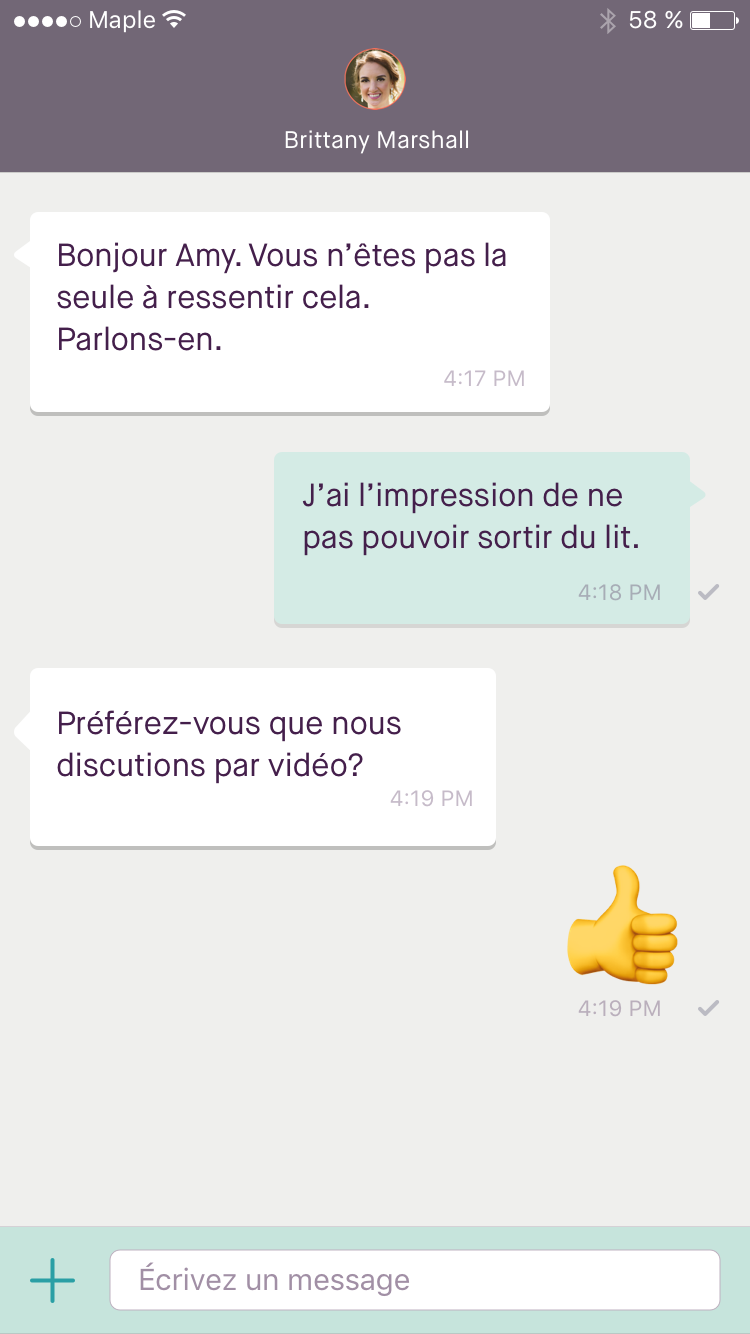 Maple 58 %
Brittany Marshall
Bonjour Amy. Vous n’êtes pas la
seule à ressentir cela.
Parlons-en.
4:17 PM
J’ai l’impression de ne
pas pouvoir sortir du lit.
4:18 PM
Préférez-vous que nous
discutions par vidéo?
4:19 PM
4:19 PM
Écrivez un message